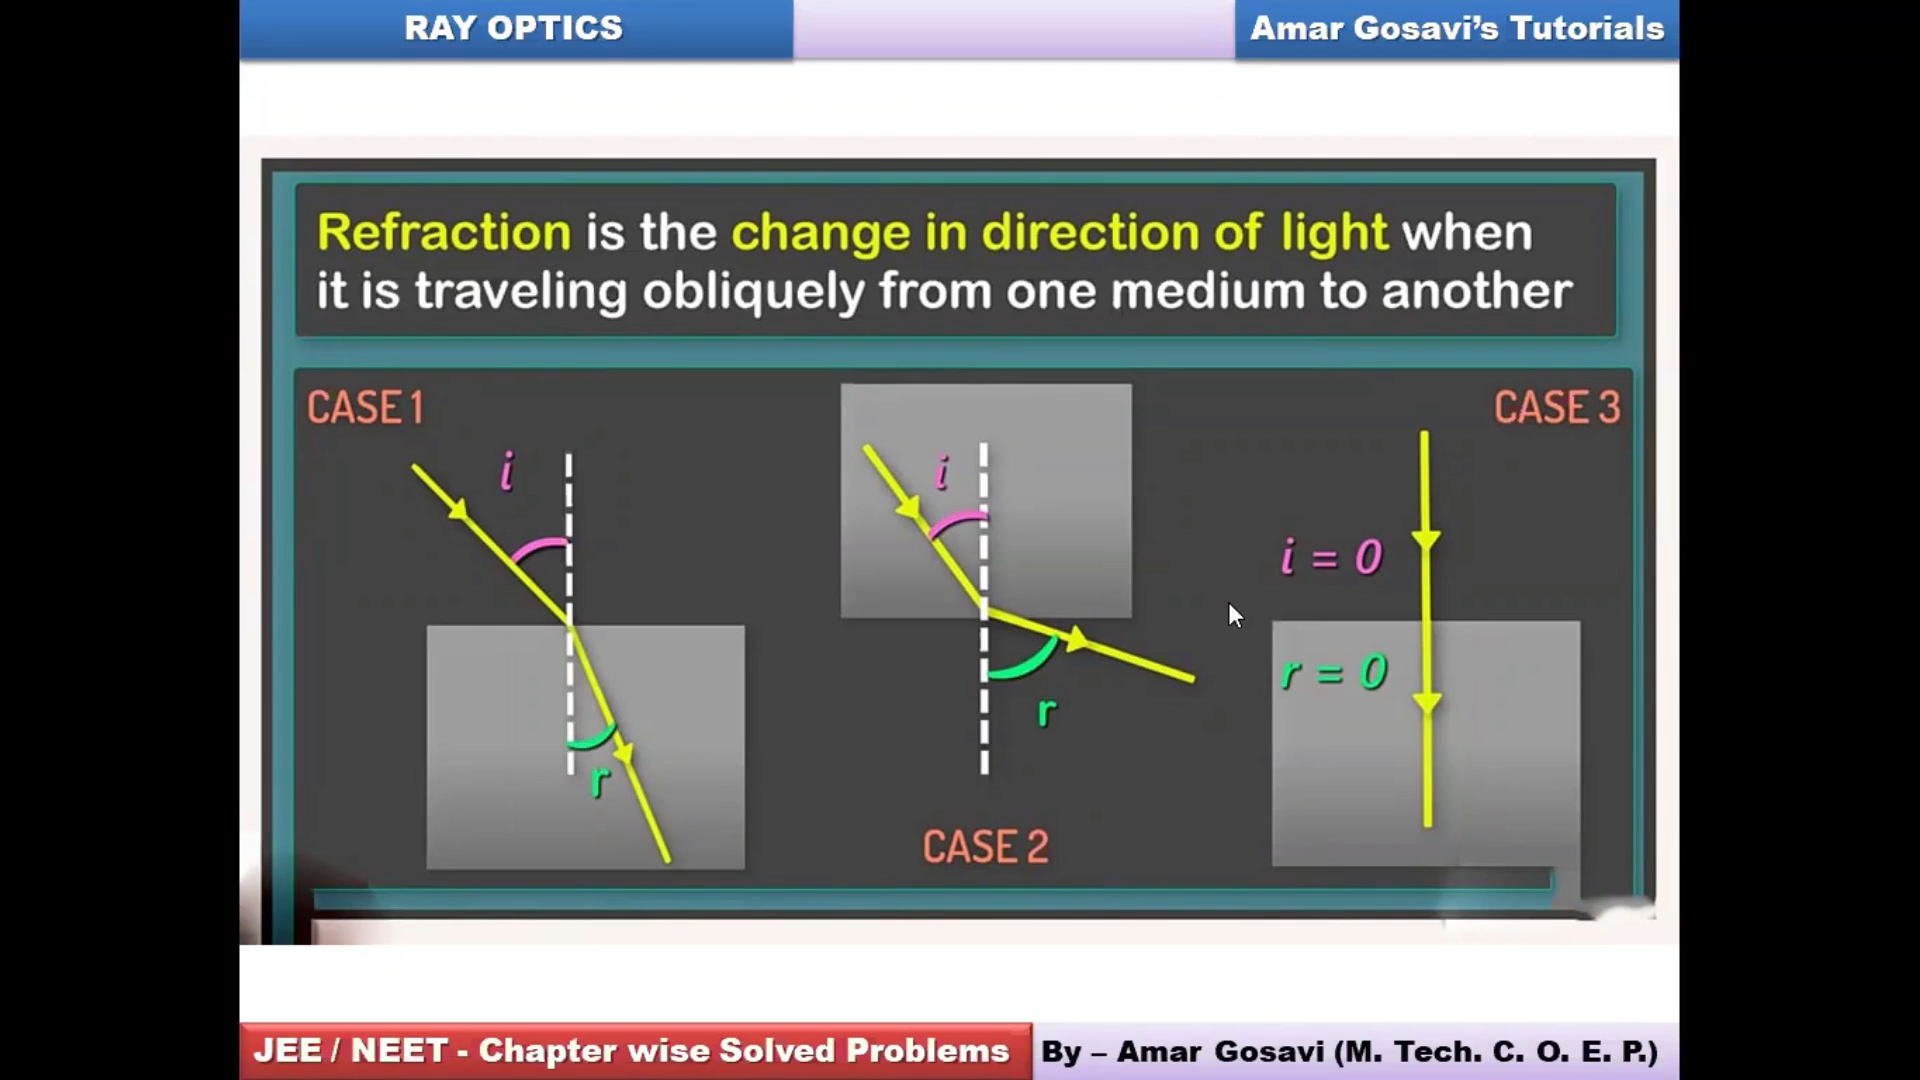 RAY OPTICS
Amar Gosavi’s Tutorials
Refraction is the change in direction of light when
it is traveling obliquely from one medium to another
CASE 1
CASE 3
i
i
i = 0
r = 0
r
r
CASE 2
JEE / NEET - Chapter wise Solved Problems
By – Amar Gosavi (M. Tech. C. O. E. P.)